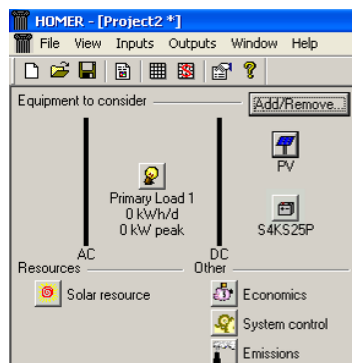 HOMER - [Project2 *]
File View Inputs Outputs Window Help
Equipment to consider
Add/Remove...
PV
Primary Load 1
0 kWh/d
0 kW peak
S4KS25P
AC
DC
Resources
Other
Solar resource
Economics
System control
Emissions